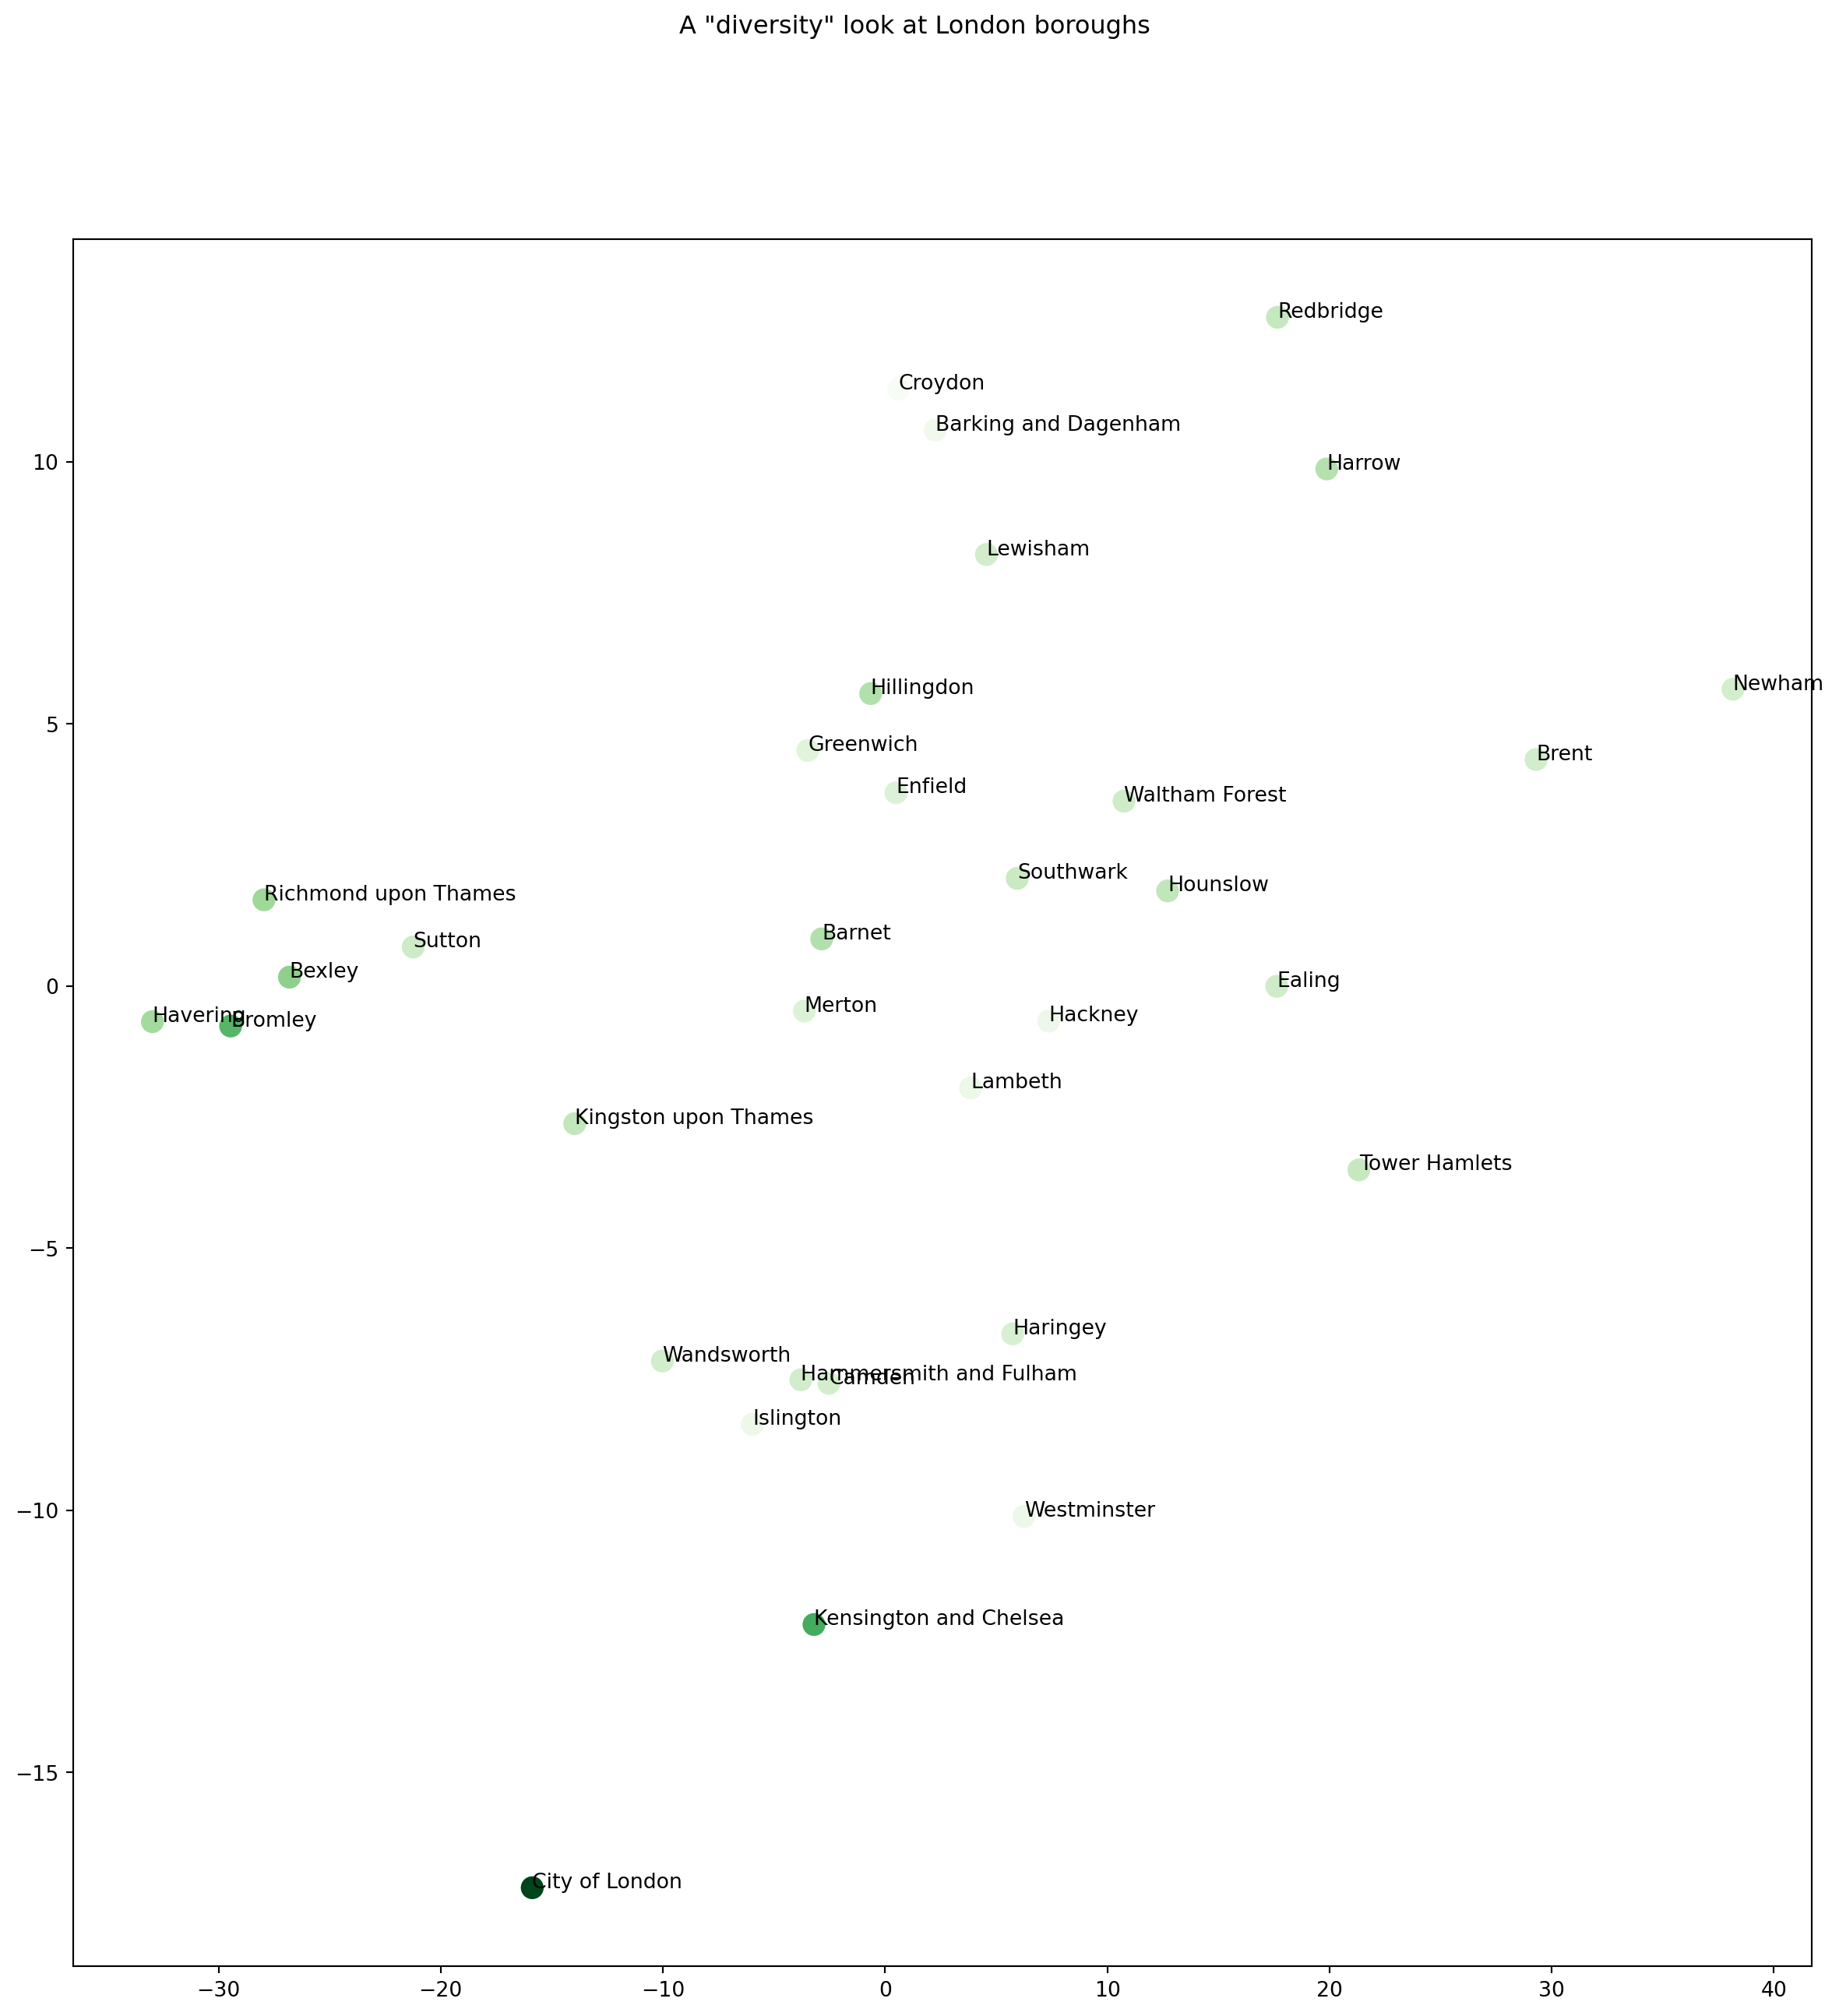 A "diversity" look at London boroughs
Redbridge
Croydon
Barking and Dagenham
10
Harrow
Lewisham
Newham
Hillingdon
5
Greenwich
Brent
Enfield
Waltham Forest
Southwark
Hounslow
Richmond upon Thames
Barnet
Sutton
Bexley
0
Ealing
Merton
Havering
Bromley
Hackney
Lambeth
Kingston upon Thames
Tower Hamlets
−5
Haringey
Wandsworth
Hammersmith and Fulham
Camden
Islington
−10
Westminster
Kensington and Chelsea
−15
City of London
−30 −20 −10 0 10 20 30 40